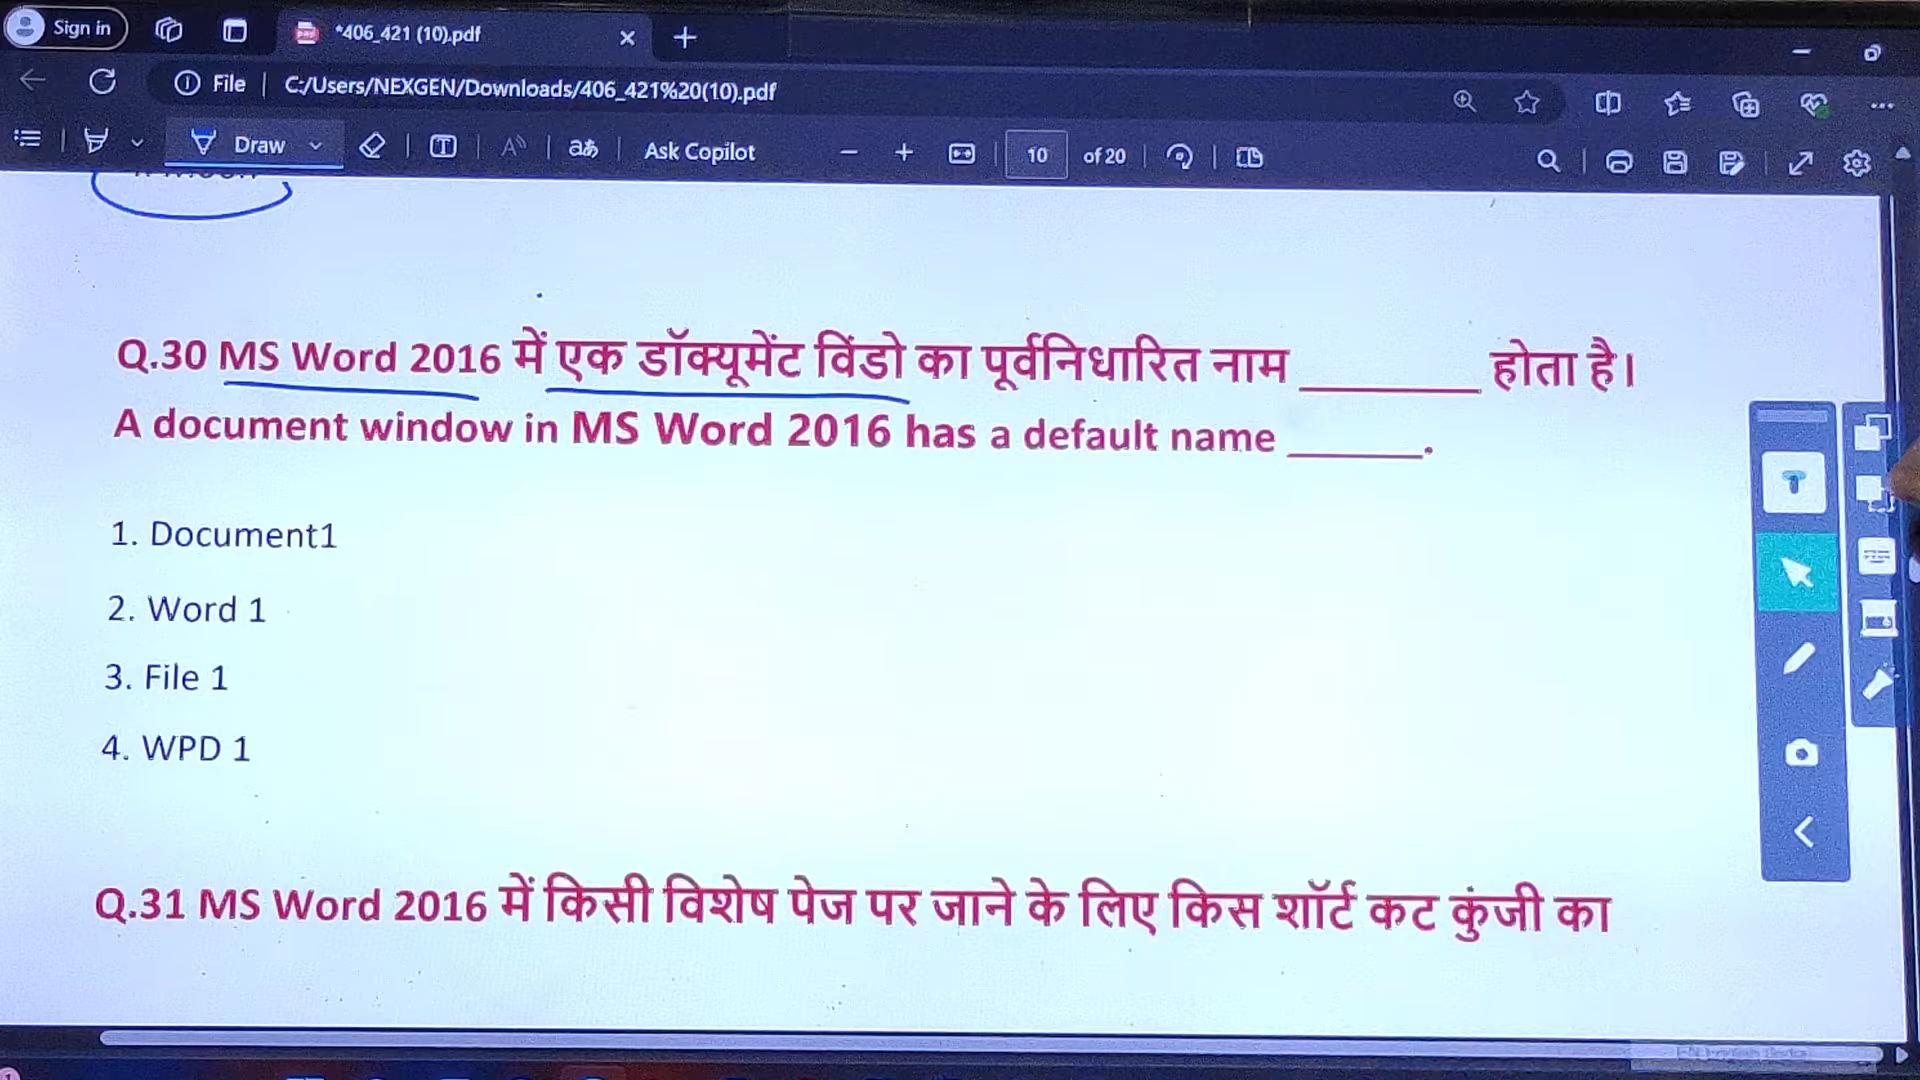 Sign in
*406_421 (10).pdf
File
C:/Users/NEXGEN/Downloads/406_421%20(10).pdf
Draw
Ask Copilot
10
of 20
Q.30 MS Word 2016 में एक डॉक्यूमेंट विंडो का पूर्वनिधारित नाम ________ होता है।
A document window in MS Word 2016 has a default name ______.
1. Document1
2. Word 1
3. File 1
4. WPD 1
Q.31 MS Word 2016 में किसी विशेष पेज पर जाने के लिए किस शॉर्ट कट कुंजी का